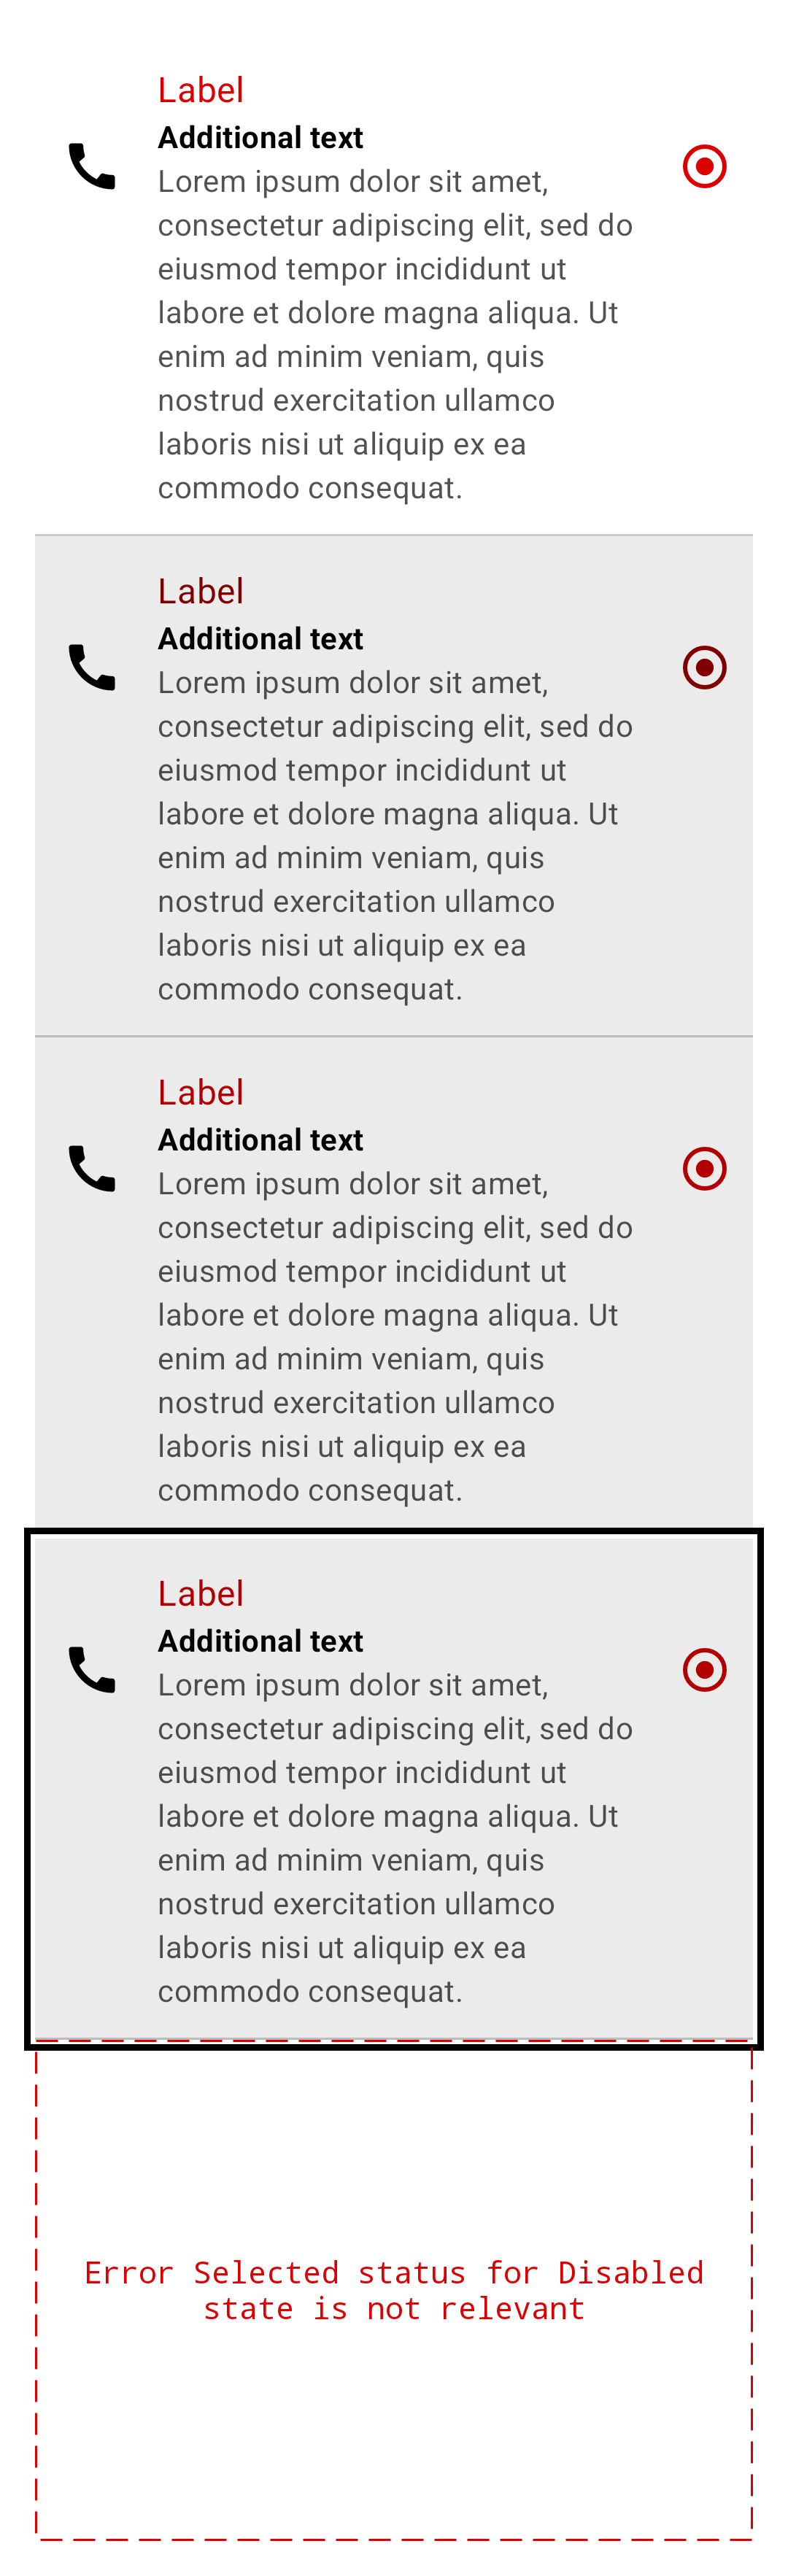 Label
Additional text
Lorem ipsum dolor sit amet,
consectetur adipiscing elit, sed do
eiusmod tempor incididunt ut
labore et dolore magna aliqua. Ut
enim ad minim veniam, quis
nostrud exercitation ullamco
laboris nisi ut aliquip ex ea
commodo consequat.
Label
Additional text
Lorem ipsum dolor sit amet,
consectetur adipiscing elit, sed do
eiusmod tempor incididunt ut
labore et dolore magna aliqua. Ut
enim ad minim veniam, quis
nostrud exercitation ullamco
laboris nisi ut aliquip ex ea
commodo consequat.
Label
Additional text
Lorem ipsum dolor sit amet,
consectetur adipiscing elit, sed do
eiusmod tempor incididunt ut
labore et dolore magna aliqua. Ut
enim ad minim veniam, quis
nostrud exercitation ullamco
laboris nisi ut aliquip ex ea
commodo consequat.
Label
Additional text
Lorem ipsum dolor sit amet,
consectetur adipiscing elit, sed do
eiusmod tempor incididunt ut
labore et dolore magna aliqua. Ut
enim ad minim veniam, quis
nostrud exercitation ullamco
laboris nisi ut aliquip ex ea
commodo consequat.
Error Selected status for Disabled
state is not relevant